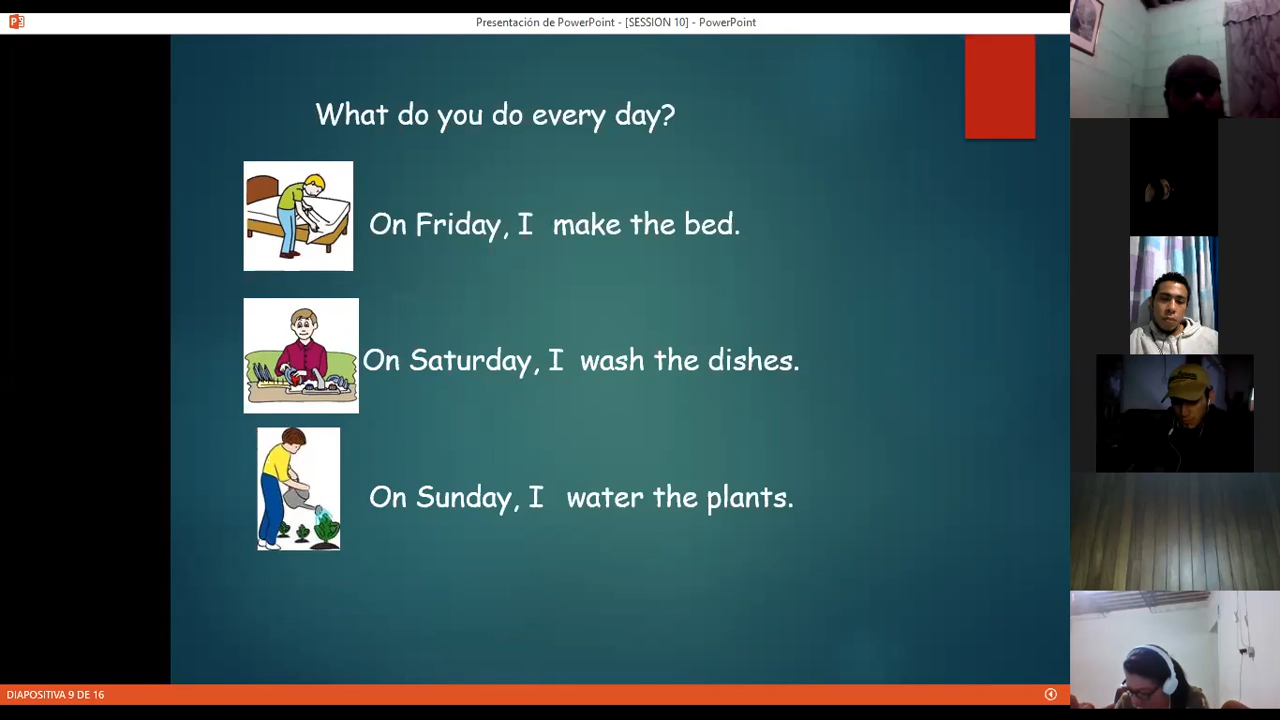 Presentación de PowerPoint - [SESSION 10] - PowerPoint
What do you do every day?
On Friday, I make the bed.
On Saturday, I wash the dishes.
On Sunday, I water the plants.
DIAPOSITIVA 9 DE 16